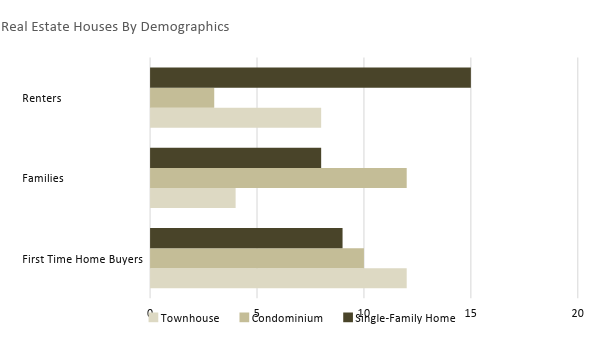 Real Estate Houses By Demographics
Renters
Families
First Time Home Buyers
0 5 10 15 20
Townhouse Condominium Single-Family Home